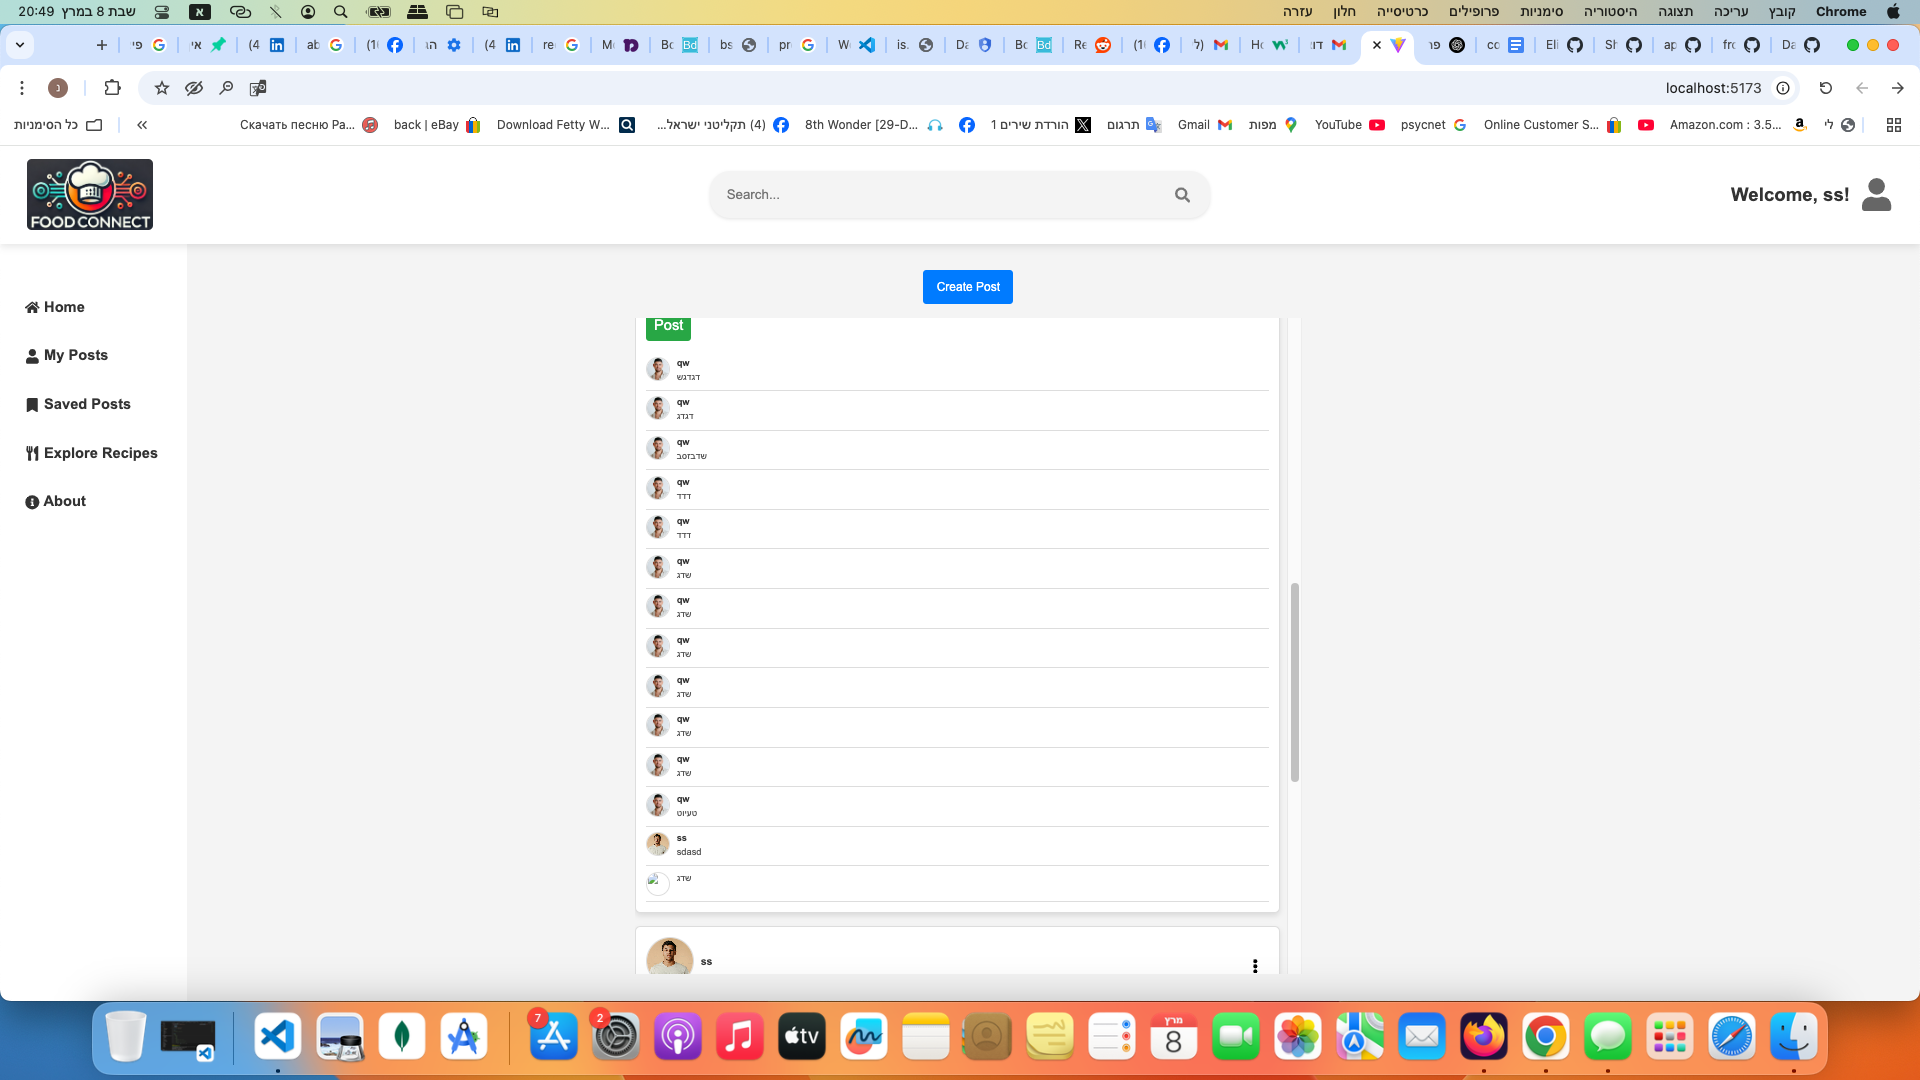 שבת 8 במרץ 20:49
א
Chrome קובץ עריכה תצוגה היסטוריה סימניות פרופילים כרטיסייה חלון עזרה
localhost:5173
כל הסימניות
Скачать песню Pa...
back | eBay
Download Fetty W...
(4) תקליטני ישראל...
8th Wonder [29-D...
הורדת שירים 1
תרגום
Gmail
מפות
YouTube
psycnet
Online Customer S...
Amazon.com : 3.5...
לי
FOOD CONNECT
Search...
Welcome, ss!
Home
My Posts
Saved Posts
Explore Recipes
About
Create Post
Post
qw
דגדגש
qw
דגדג
qw
שדבזסב
qw
דדד
qw
דדד
qw
שדג
qw
שדג
qw
שדג
qw
שדג
qw
שדג
qw
שדג
qw
טעיוט
ss
sdasd
שדג
ss
7
2
tv
מרץ
8